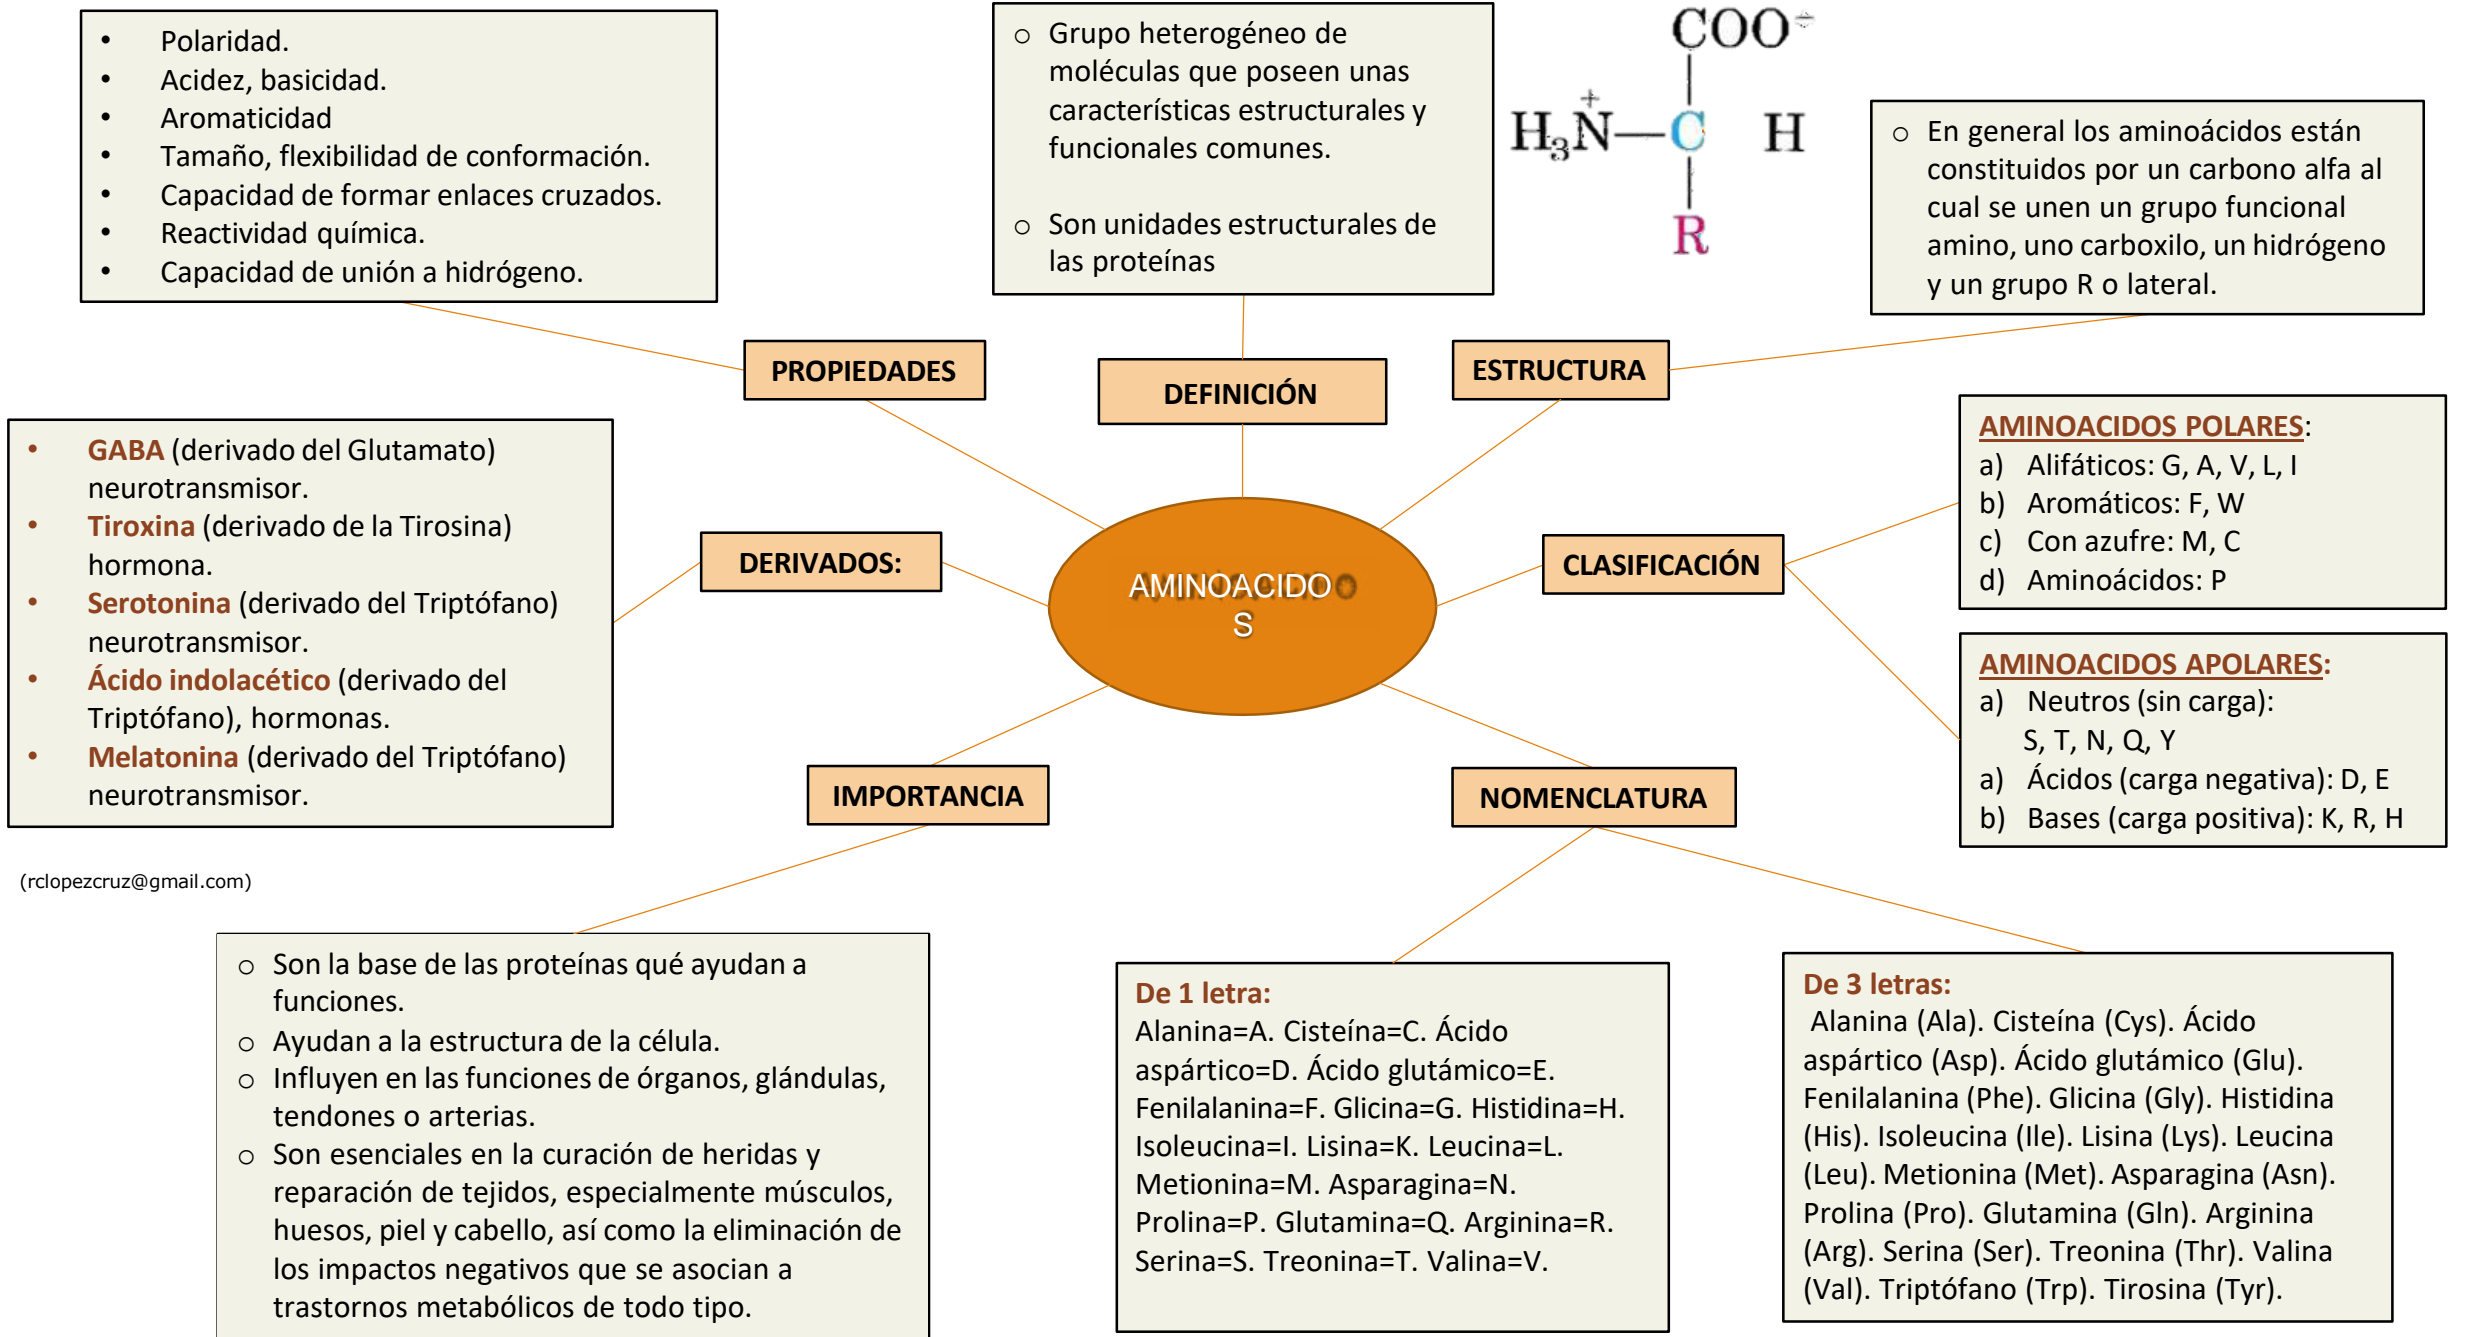 • Polaridad.
• Acidez, basicidad.
• Aromaticidad
• Tamaño, flexibilidad de conformación.
• Capacidad de formar enlaces cruzados.
• Reactividad química.
• Capacidad de unión a hidrógeno.
o Grupo heterogéneo de
moléculas que poseen unas
características estructurales y
funcionales comunes.
o Son unidades estructurales de
las proteínas
COO÷
H₃N⁺—C H
R
o En general los aminoácidos están
constituidos por un carbono alfa al
cual se unen un grupo funcional
amino, uno carboxilo, un hidrógeno
y un grupo R o lateral.
PROPIEDADES
DEFINICIÓN
ESTRUCTURA
• GABA (derivado del Glutamato)
neurotransmisor.
• Tiroxina (derivado de la Tirosina)
hormona.
• Serotonina (derivado del Triptófano)
neurotransmisor.
• Ácido indolacético (derivado del
Triptófano), hormonas.
• Melatonina (derivado del Triptófano)
neurotransmisor.
DERIVADOS:
AMINOACIDO
S
CLASIFICACIÓN
AMINOACIDOS POLARES:
a) Alifáticos: G, A, V, L, I
b) Aromáticos: F, W
c) Con azufre: M, C
d) Aminoácidos: P
AMINOACIDOS APOLARES:
a) Neutros (sin carga):
S, T, N, Q, Y
a) Ácidos (carga negativa): D, E
b) Bases (carga positiva): K, R, H
IMPORTANCIA
NOMENCLATURA
(rclopezcruz@gmail.com)
o Son la base de las proteínas qué ayudan a
funciones.
o Ayudan a la estructura de la célula.
o Influyen en las funciones de órganos, glándulas,
tendones o arterias.
o Son esenciales en la curación de heridas y
reparación de tejidos, especialmente músculos,
huesos, piel y cabello, así como la eliminación de
los impactos negativos que se asocian a
trastornos metabólicos de todo tipo.
De 1 letra:
Alanina=A. Cisteína=C. Ácido
aspártico=D. Ácido glutámico=E.
Fenilalanina=F. Glicina=G. Histidina=H.
Isoleucina=I. Lisina=K. Leucina=L.
Metionina=M. Asparagina=N.
Prolina=P. Glutamina=Q. Arginina=R.
Serina=S. Treonina=T. Valina=V.
De 3 letras:
Alanina (Ala). Cisteína (Cys). Ácido
aspártico (Asp). Ácido glutámico (Glu).
Fenilalanina (Phe). Glicina (Gly). Histidina
(His). Isoleucina (Ile). Lisina (Lys). Leucina
(Leu). Metionina (Met). Asparagina (Asn).
Prolina (Pro). Glutamina (Gln). Arginina
(Arg). Serina (Ser). Treonina (Thr). Valina
(Val). Triptófano (Trp). Tirosina (Tyr).